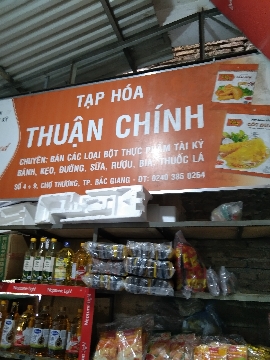 TẠP HÓA
THUẬN CHÍNH
CHUYÊN: BÁN CÁC LOẠI BỘT THỰC PHẨM TÀI KÝ
BÁNH, KẸO, ĐƯỜNG, SỮA, RƯỢU, BIA, THUỐC LÁ
SỐ 4 + 9, CHỢ THƯƠNG, TP. BẮC GIANG - ĐT: 0240 385 0254